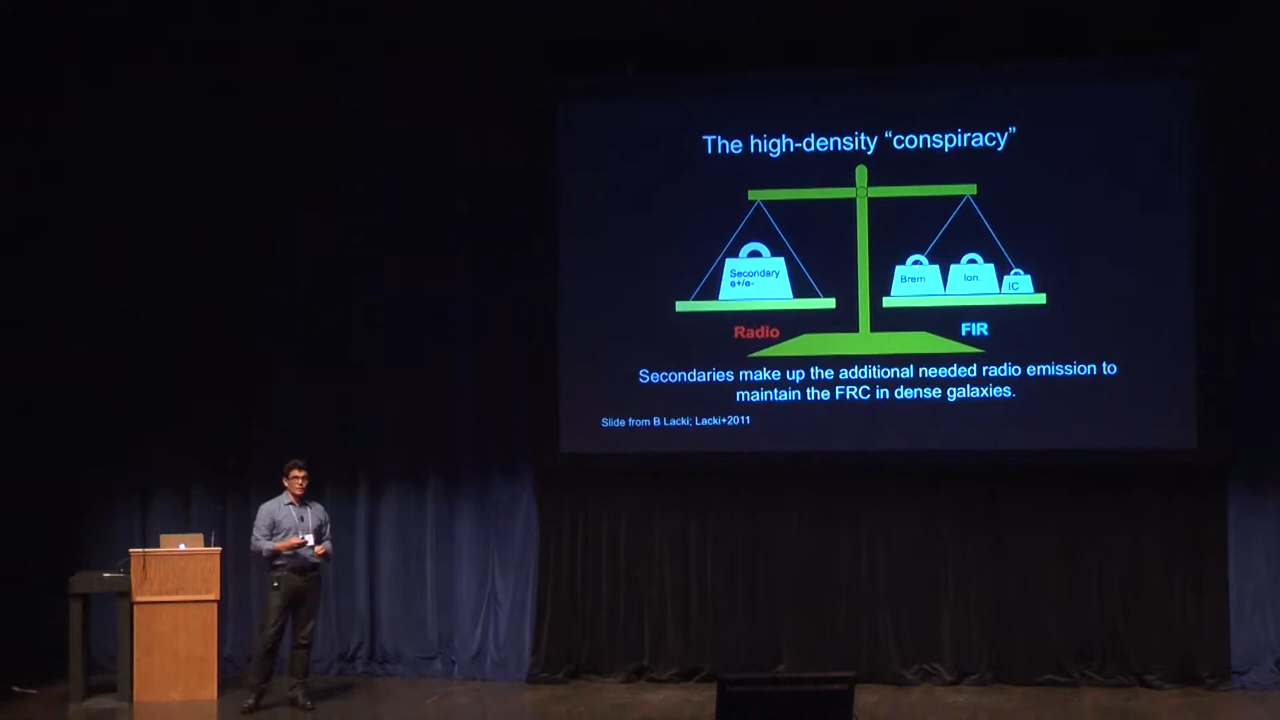 The high-density “conspiracy”
Secondary
e+/e-
Brem
Ion.
IC
Radio
FIR
Secondaries make up the additional needed radio emission to
maintain the FRC in dense galaxies.
Slide from B Lacki; Lacki+2011